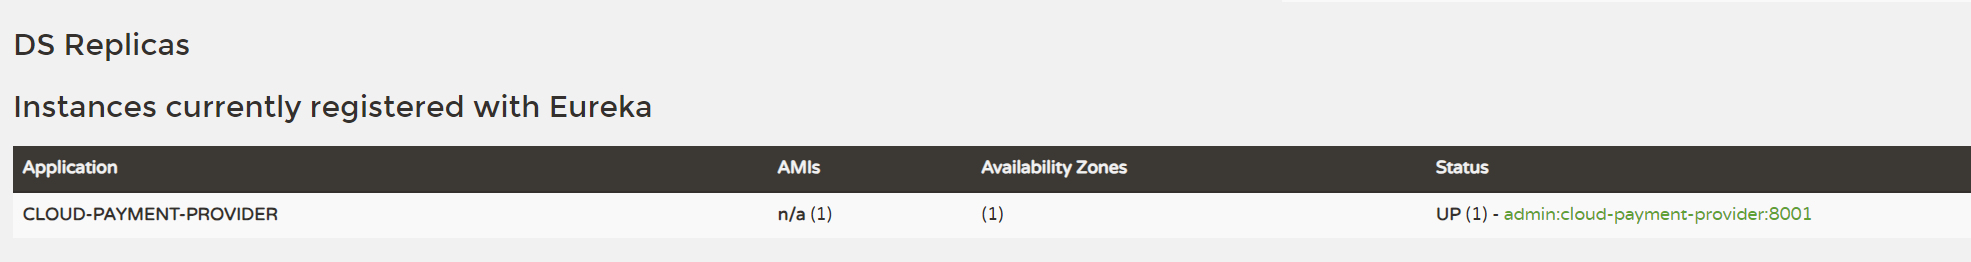 DS Replicas
Instances currently registered with Eureka
Application AMIs Availability Zones Status
CLOUD-PAYMENT-PROVIDER n/a (1) (1) UP (1) - admin:cloud-payment-provider:8001